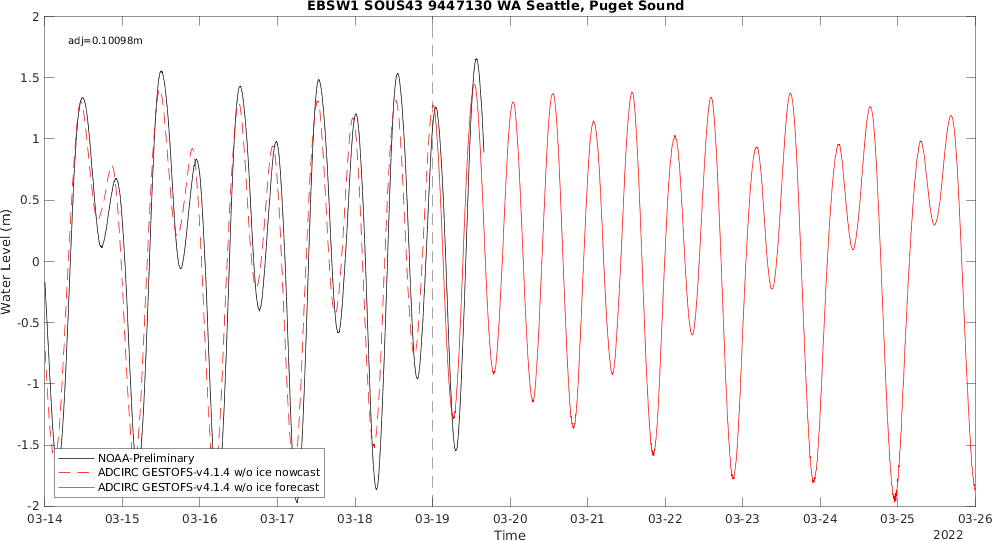 EBSW1 SOUS43 9447130 WA Seattle, Puget Sound
adj=0.10098m
2
1.5
1
0.5
0
-0.5
-1
-1.5
-2
Water Level (m)
NOAA-Preliminary
ADCIRC GESTOFS-v4.1.4 w/o ice nowcast
ADCIRC GESTOFS-v4.1.4 w/o ice forecast
03-14 03-15 03-16 03-17 03-18 03-19 03-20 03-21 03-22 03-23 03-24 03-25 03-26
Time
2022